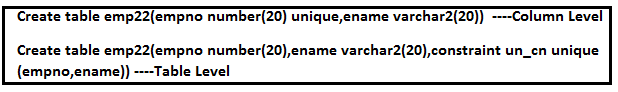 Create table emp22(empno number(20) unique,ename varchar2(20))  ----Column Level
Create table emp22(empno number(20),ename varchar2(20),constraint un_cn unique
(empno,ename)) ----Table Level